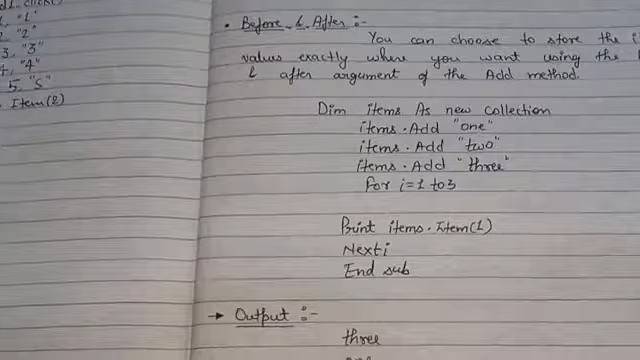 1. "1"
2. "2"
3. "3"
4. "4"
5. "5"
Item(2)
• Before & After :-
You can choose to store the
values exactly where you want using the
& after argument of the Add method.
Dim items As new collection
items.Add "one"
items.Add "two"
items.Add "three"
For i=1 to 3
Print items.Item(1)
Next i
End sub
→ Output :-
three